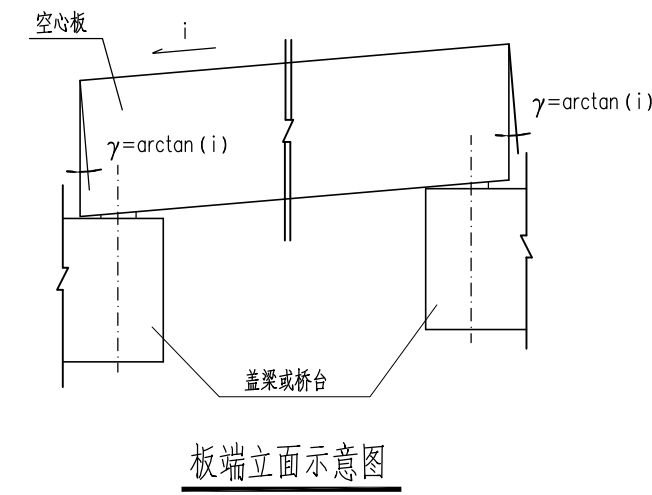 空心板
i
γ=arctan(i)
γ=arctan(i)
盖梁或桥台
板端立面示意图